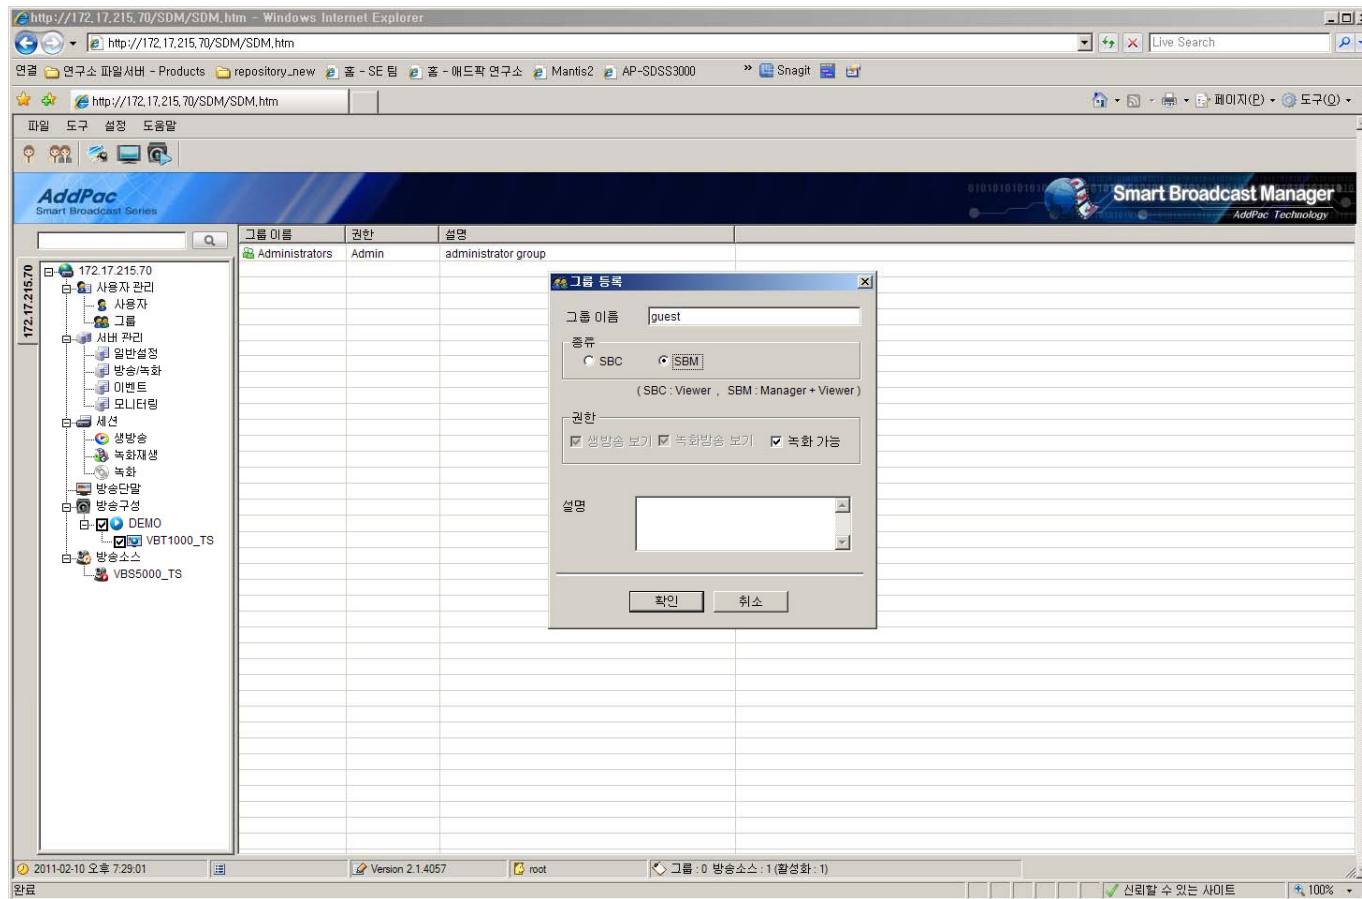 http://172.17.215.70/SDM/SDM.htm - Windows Internet Explorer
http://172.17.215.70/SDM/SDM.htm
Live Search
연결 연구소 파일서버 - Products repository_new 홈 - SE 팀 홈 - 애드팍 연구소 Mantis2 AP-SDSS3000 » Snagit
http://172.17.215.70/SDM/SDM.htm
페이지(P) 도구(O)
파일 도구 설정 도움말
AddPac
Smart Broadcast Series
Smart Broadcast Manager
AddPac Technology
172.17.215.70
172.17.215.70
사용자 관리
사용자
그룹
서버 관리
일반설정
방송/녹화
이벤트
모니터링
세션
생방송
녹화재생
녹화
방송단말
방송구성
DEMO
VBT1000_TS
방송소스
VBS5000_TS
그룹 이름 권한 설명
Administrators Admin administrator group
그룹 등록
그룹 이름 guest
종류
SBC SBM
( SBC : Viewer , SBM : Manager + Viewer )
권한
생방송 보기 녹화방송 보기 녹화 가능
설명
확인 취소
2011-02-10 오후 7:29:01 Version 2.1.4057 root 그룹 : 0 방송소스 : 1 (활성화 : 1)
완료 신뢰할 수 있는 사이트 100%